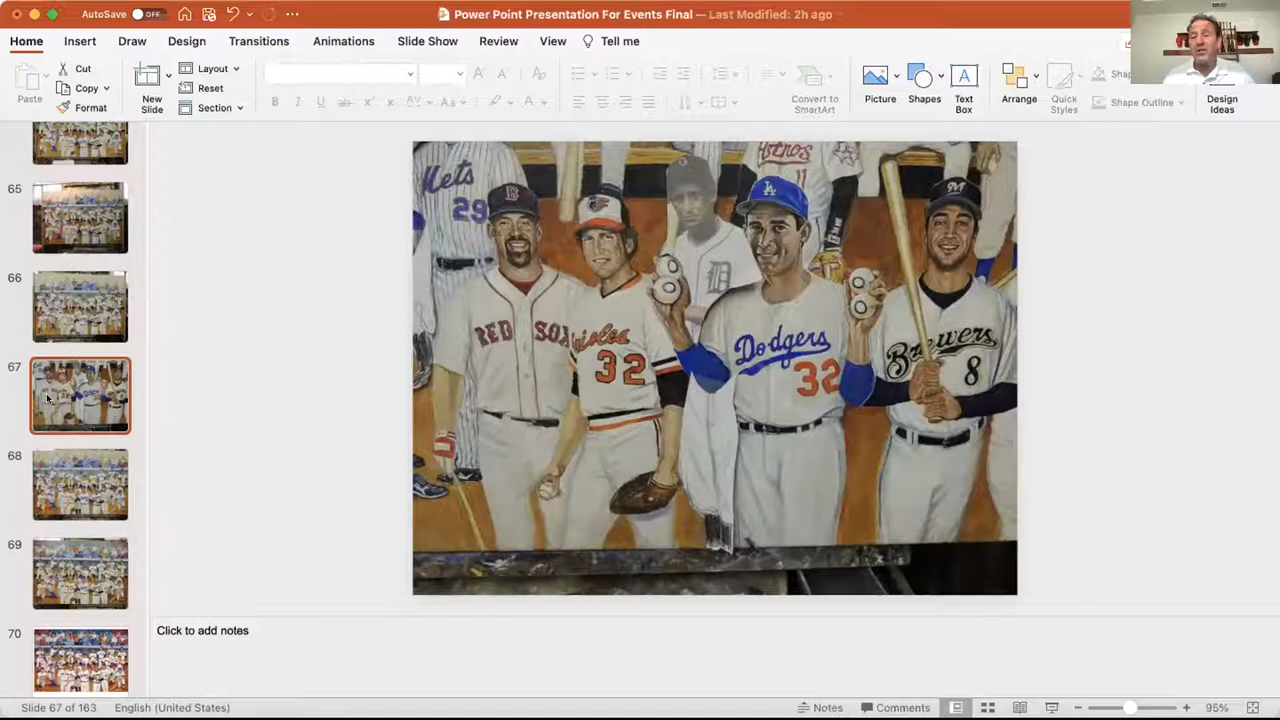 AutoSave OFF
Power Point Presentation For Events Final — Last Modified: 2h ago
Home Insert Draw Design Transitions Animations Slide Show Review View Tell me
Paste
Cut
Copy
Format
New
Slide
Layout
Reset
Section
Convert to
SmartArt
Picture
Shapes
Text
Box
Arrange
Quick
Styles
Shape Outline
Design
Ideas
65
66
67
68
69
70
Mets
29
Astros
11
B
LA
M
D
RED SOX
Orioles
32
Dodgers
32
Brewers
8
Click to add notes
Slide 67 of 163 English (United States) Notes Comments 95%